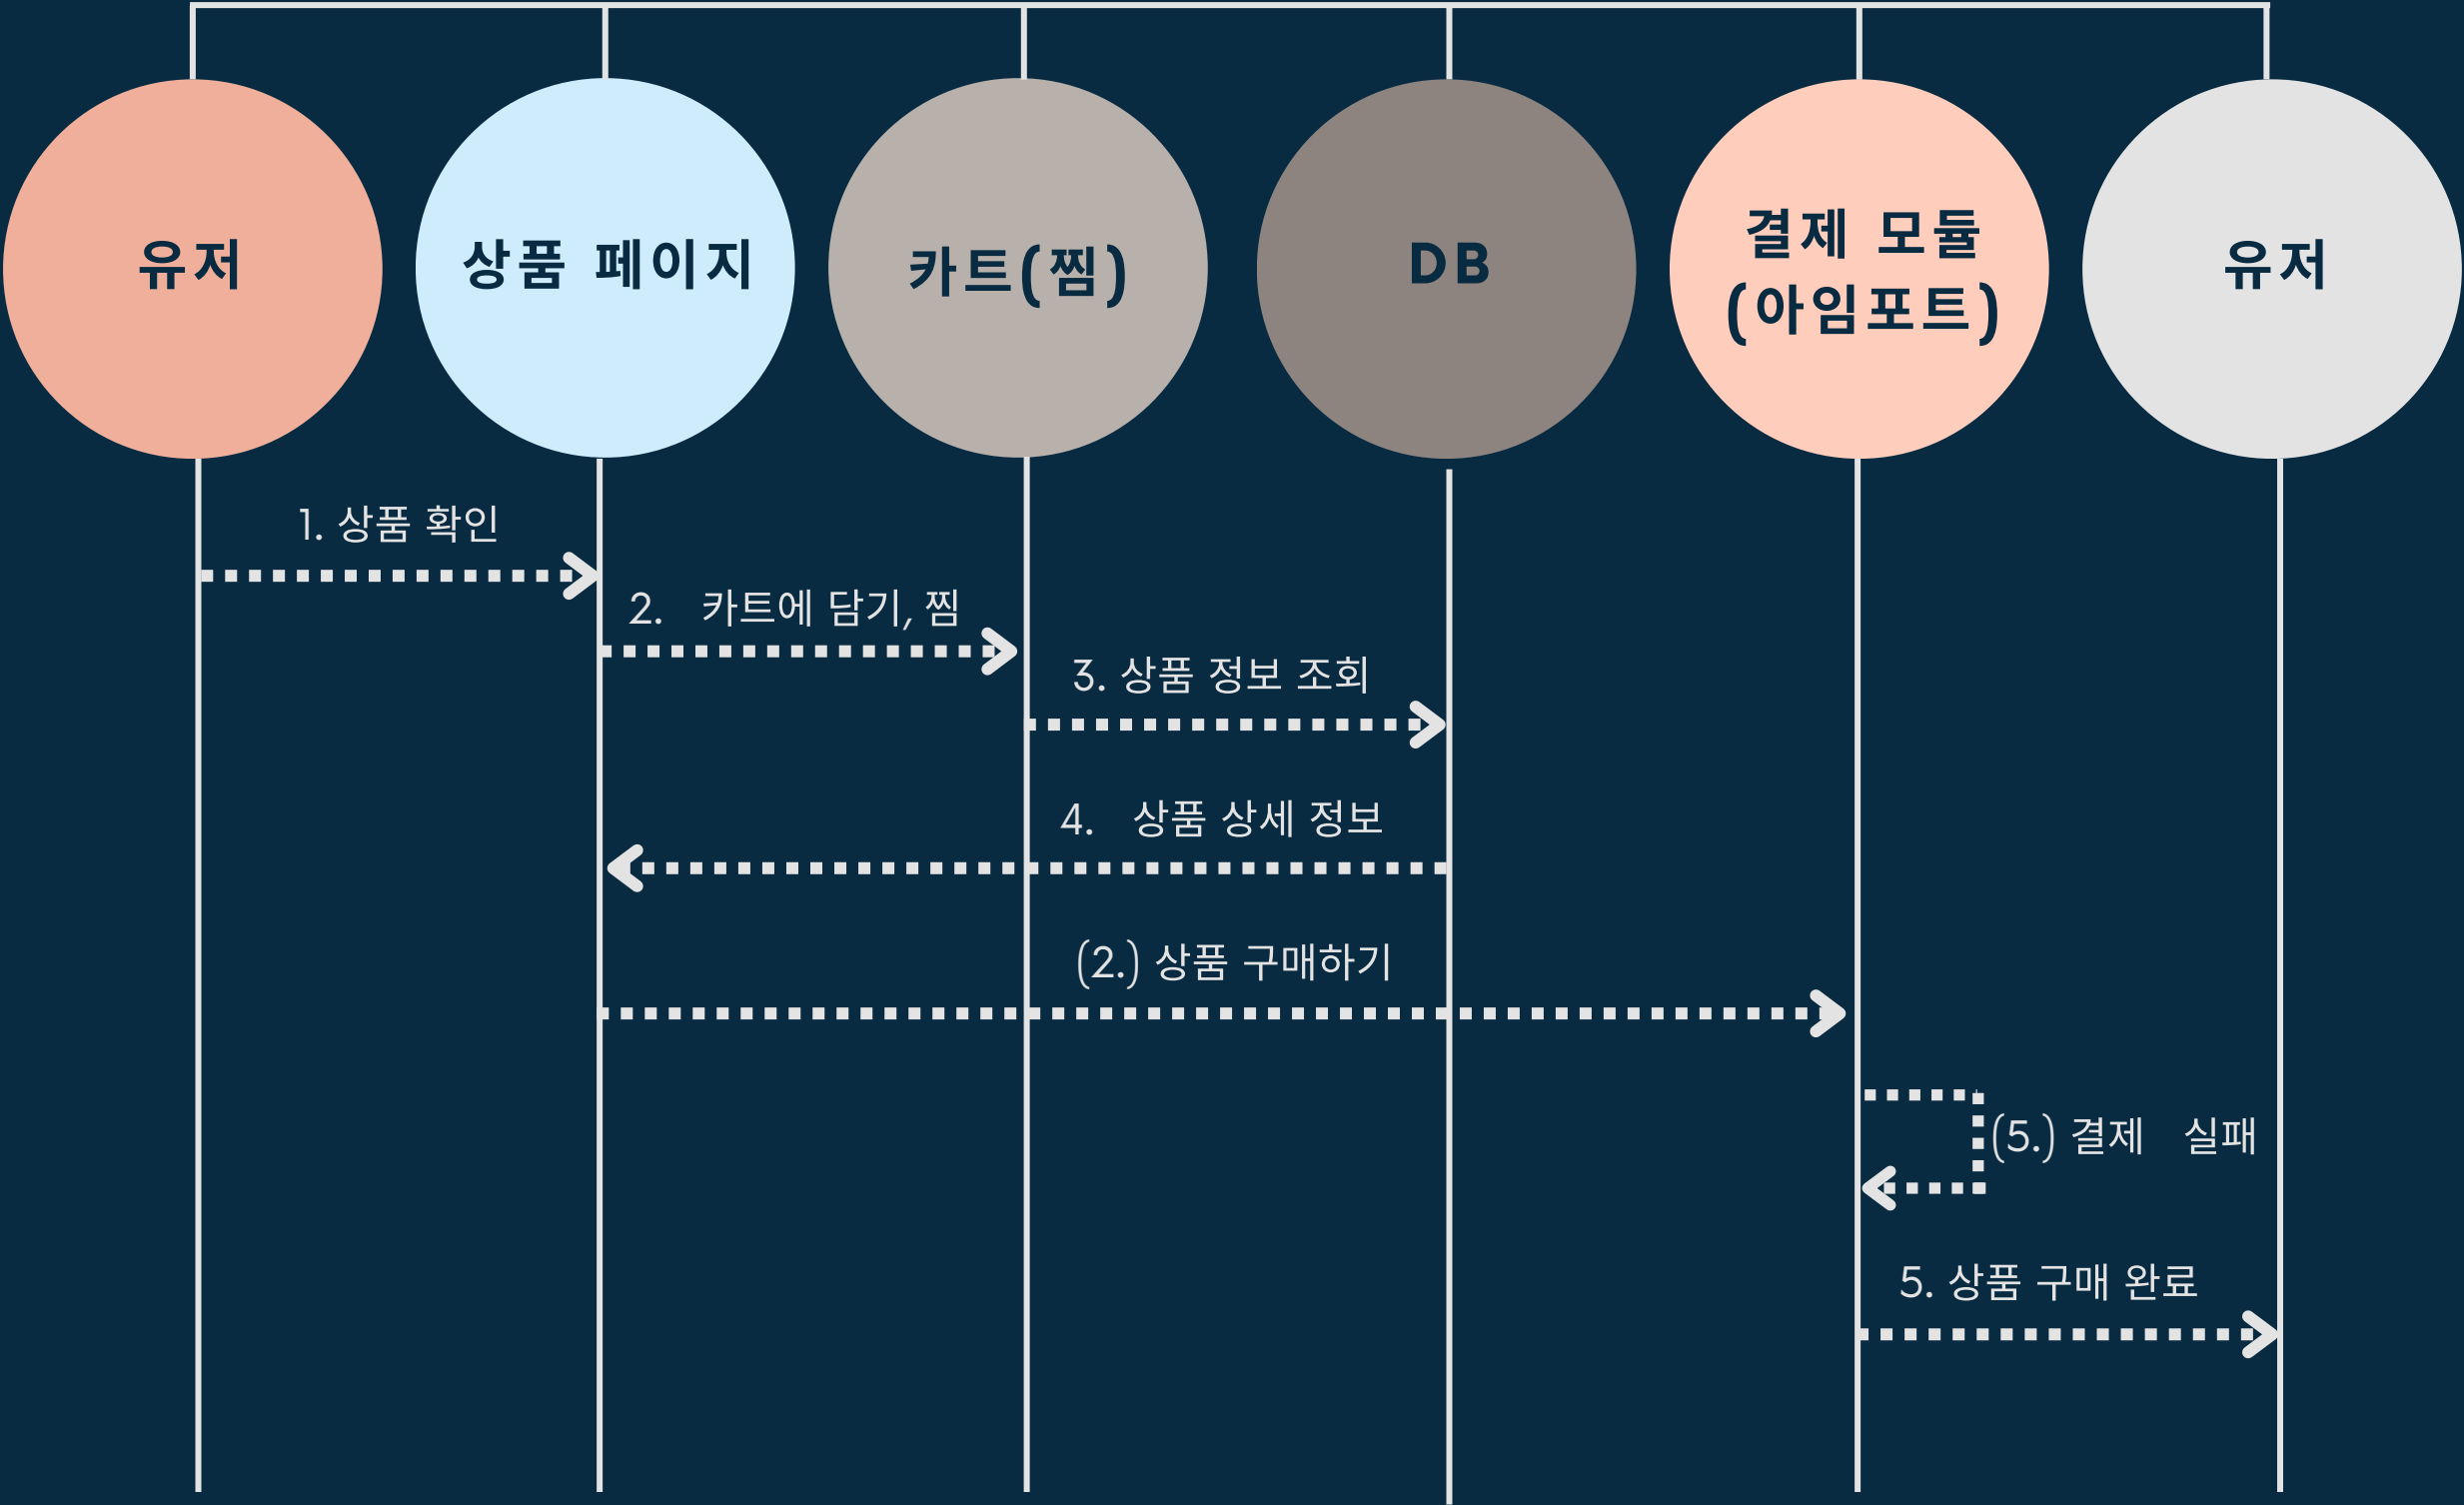 유저
상품 페이지
카트(찜)
DB
결제 모듈
(아임포트)
유저
1. 상품 확인
2. 카트에 담기, 찜
3. 상품 정보 조회
4. 상품 상세 정보
(2.) 상품 구매하기
(5.) 결제 실패
5. 상품 구매 완료